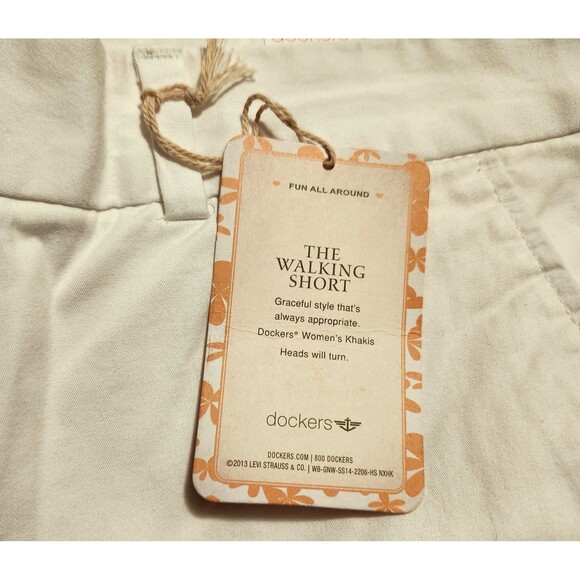 dockers
FUN ALL AROUND
THE
WALKING
SHORT
Graceful style that's
always appropriate.
Dockers® Women's Khakis
Heads will turn.
dockers
DOCKERS.COM | 800 DOCKERS
©2013 LEVI STRAUSS & CO. | WB-GNW-SS14-2206-HS NXHK